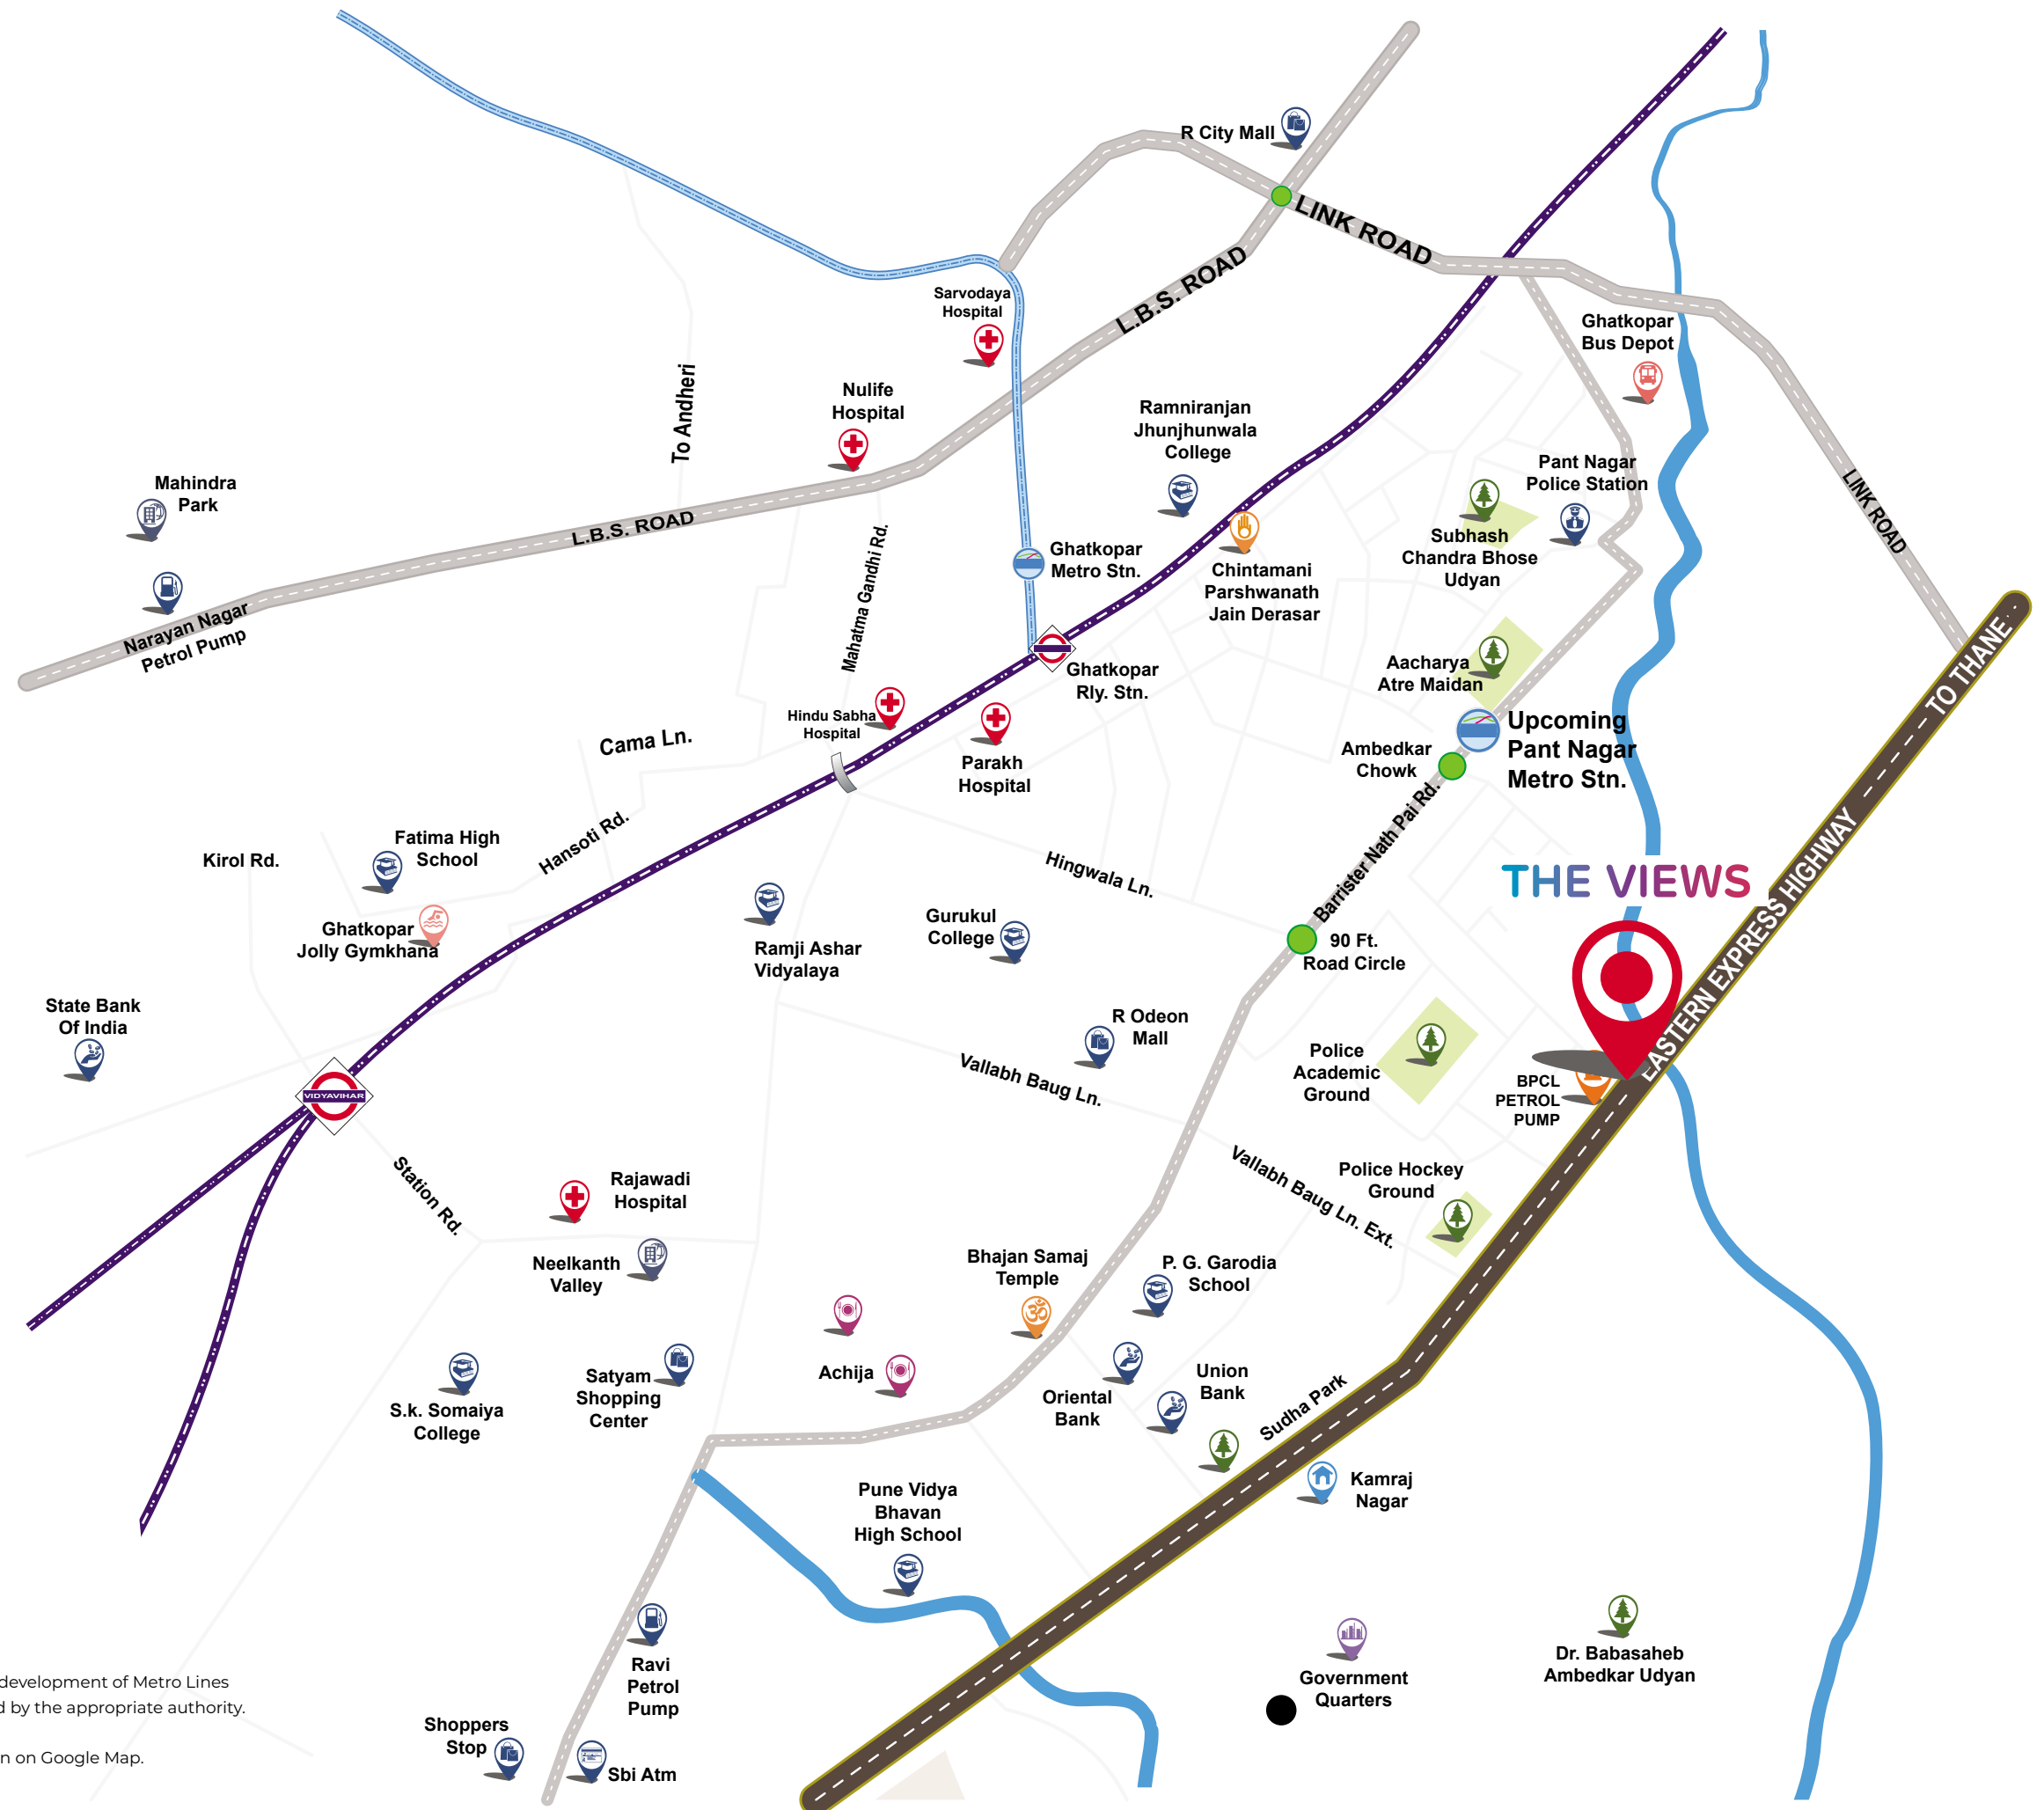 R City Mall
LINK ROAD
L.B.S. ROAD
Sarvodaya
Hospital
Ghatkopar
Bus Depot
To Andheri
Nulife
Hospital
Ramniranjan
Jhunjhunwala
College
Pant Nagar
Police Station
LINK ROAD
Mahindra
Park
L.B.S. ROAD
Mahatma Gandhi Rd.
Ghatkopar
Metro Stn.
Subhash
Chandra Bhose
Udyan
Chintamani
Parshwanath
Jain Derasar
Narayan Nagar
Petrol Pump
Ghatkopar
Rly. Stn.
Aacharya
Atre Maidan
TO THANE
Hindu Sabha
Hospital
Cama Ln.
Parakh
Hospital
Ambedkar
Chowk
Upcoming
Pant Nagar
Metro Stn.
Barrister Nath Pai Rd.
Fatima High
School
Kirol Rd.
Hansoti Rd.
Hingwala Ln.
THE VIEWS
EASTERN EXPRESS HIGHWAY
Ghatkopar
Jolly Gymkhana
Ramji Ashar
Vidyalaya
Gurukul
College
90 Ft.
Road Circle
State Bank
Of India
R Odeon
Mall
Vallabh Baug Ln.
Police
Academic
Ground
BPCL
PETROL
PUMP
VIDYAVIHAR
Station Rd.
Rajawadi
Hospital
Vallabh Baug Ln. Ext.
Police Hockey
Ground
Neelkanth
Valley
Bhajan Samaj
Temple
P. G. Garodia
School
Satyam
Shopping
Center
Achija
S.k. Somaiya
College
Oriental
Bank
Union
Bank
Sudha Park
Kamraj
Nagar
Pune Vidya
Bhavan
High School
Ravi
Petrol
Pump
Government
Quarters
Dr. Babasaheb
Ambedkar Udyan
development of Metro Lines
by the appropriate authority.
Shoppers
Stop
Sbi Atm
on Google Map.